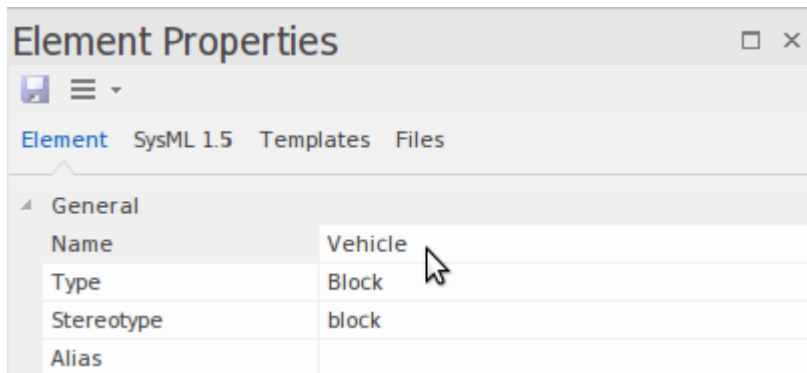 Element Properties
Element SysML 1.5 Templates Files
General
Name Vehicle
Type Block
Stereotype block
Alias